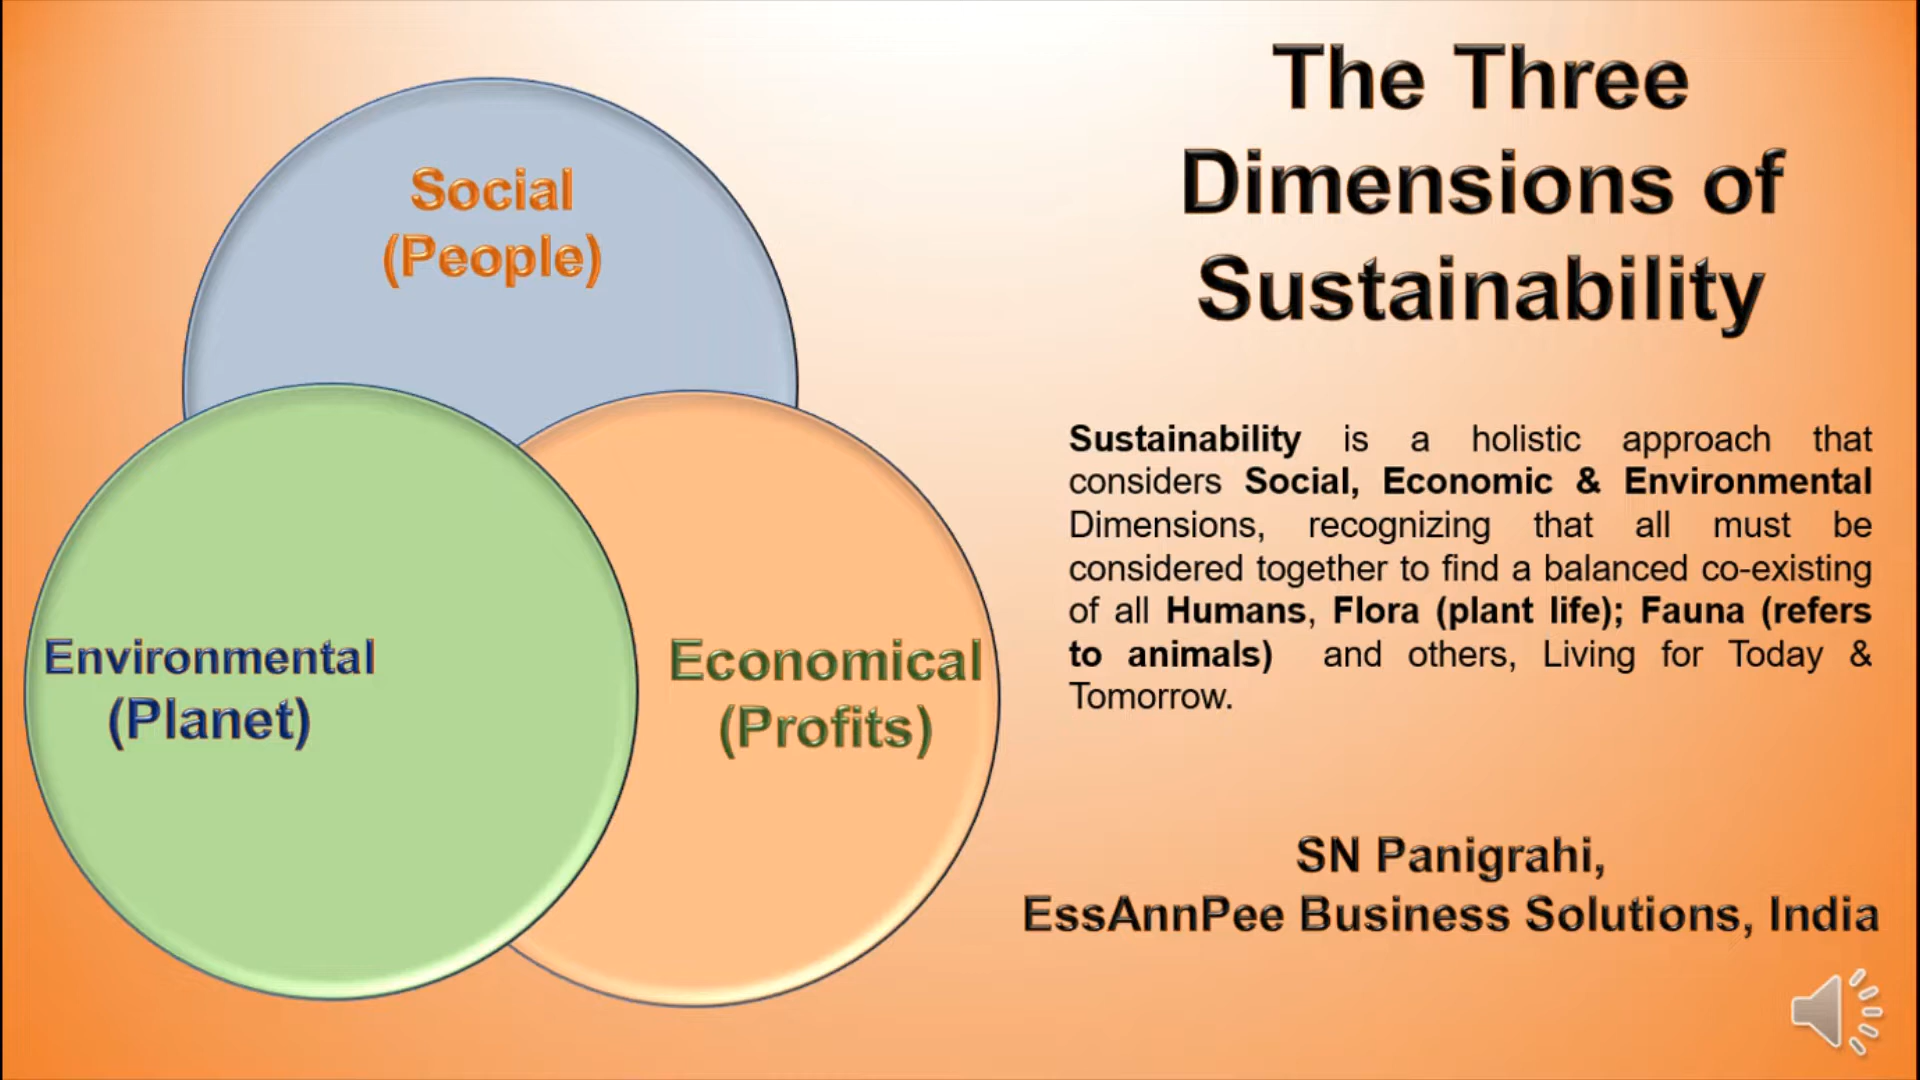 The Three
Dimensions of
Sustainability
Social
(People)
Environmental
(Planet)
Economical
(Profits)
Sustainability is a holistic approach that
considers Social, Economic & Environmental
Dimensions, recognizing that all must be
considered together to find a balanced co-existing
of all Humans, Flora (plant life); Fauna (refers
to animals) and others, Living for Today &
Tomorrow.
SN Panigrahi,
EssAnnPee Business Solutions, India